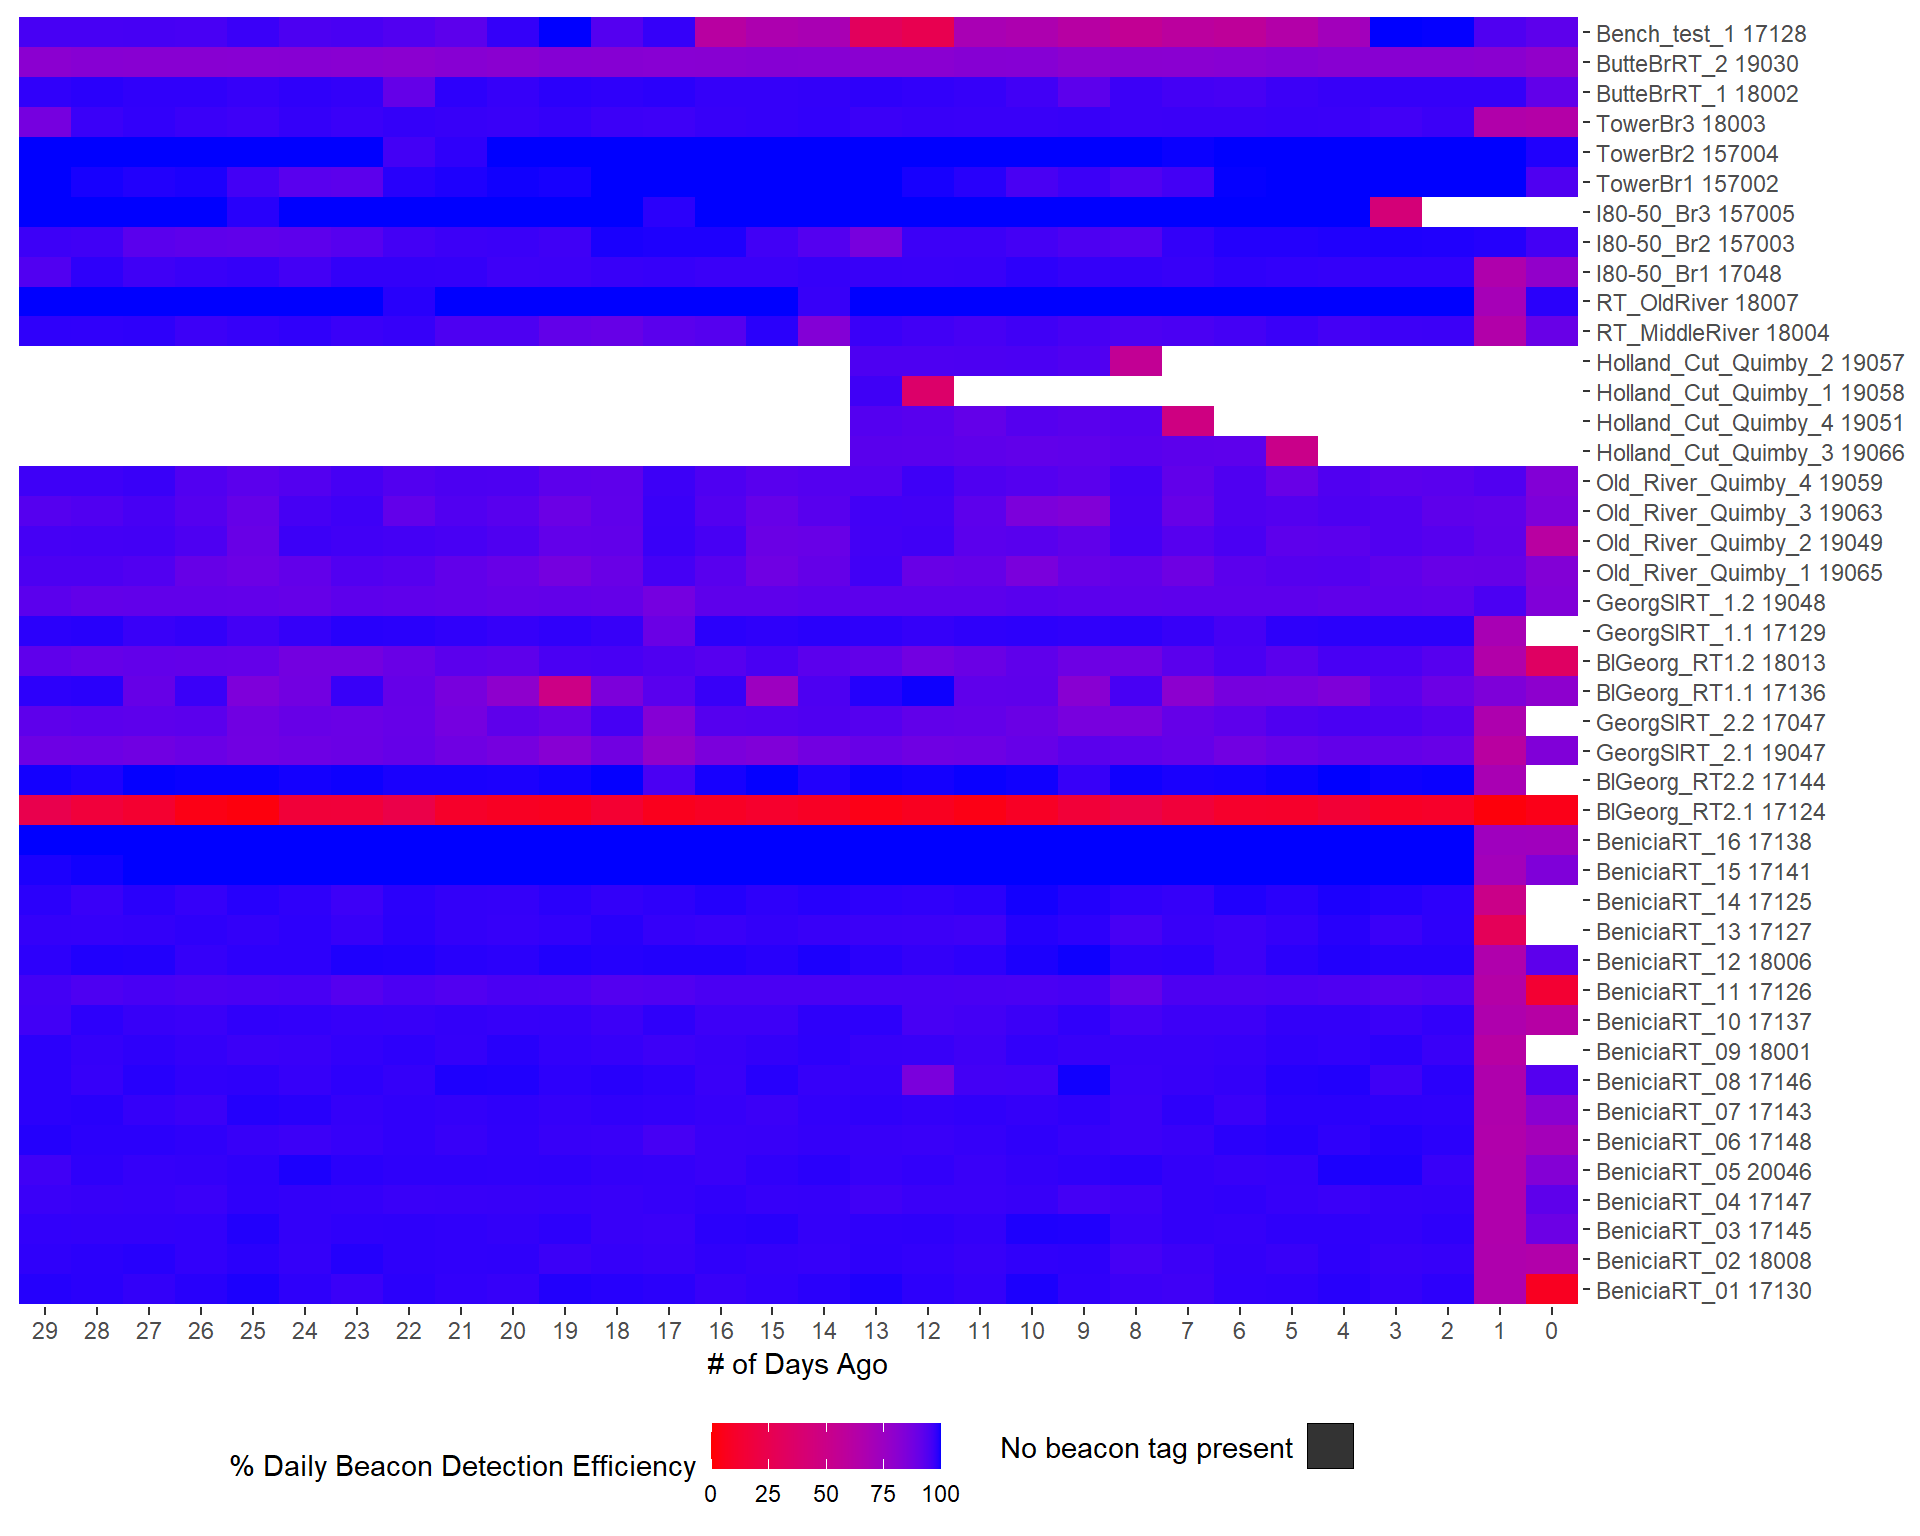 Bench_test_1 17128
ButteBrRT_2 19030
ButteBrRT_1 18002
TowerBr3 18003
TowerBr2 157004
TowerBr1 157002
I80-50_Br3 157005
I80-50_Br2 157003
I80-50_Br1 17048
RT_OldRiver 18007
RT_MiddleRiver 18004
Holland_Cut_Quimby_2 19057
Holland_Cut_Quimby_1 19058
Holland_Cut_Quimby_4 19051
Holland_Cut_Quimby_3 19066
Old_River_Quimby_4 19059
Old_River_Quimby_3 19063
Old_River_Quimby_2 19049
Old_River_Quimby_1 19065
GeorgSlRT_1.2 19048
GeorgSlRT_1.1 17129
BlGeorg_RT1.2 18013
BlGeorg_RT1.1 17136
GeorgSlRT_2.2 17047
GeorgSlRT_2.1 19047
BlGeorg_RT2.2 17144
BlGeorg_RT2.1 17124
BeniciaRT_16 17138
BeniciaRT_15 17141
BeniciaRT_14 17125
BeniciaRT_13 17127
BeniciaRT_12 18006
BeniciaRT_11 17126
BeniciaRT_10 17137
BeniciaRT_09 18001
BeniciaRT_08 17146
BeniciaRT_07 17143
BeniciaRT_06 17148
BeniciaRT_05 20046
BeniciaRT_04 17147
BeniciaRT_03 17145
BeniciaRT_02 18008
BeniciaRT_01 17130
29 28 27 26 25 24 23 22 21 20 19 18 17 16 15 14 13 12 11 10 9 8 7 6 5 4 3 2 1 0
# of Days Ago
% Daily Beacon Detection Efficiency
0 25 50 75 100
No beacon tag present